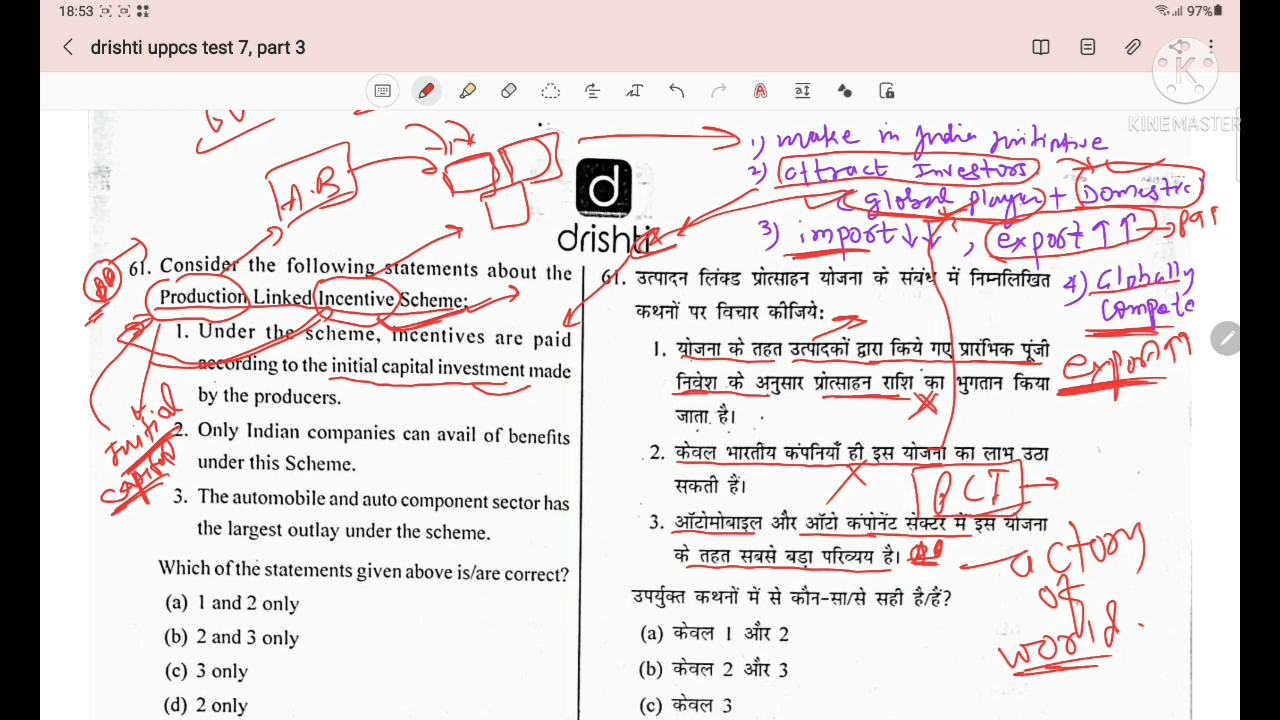 18:53
97%
drishti uppcs test 7, part 3
K
KINEMASTER
A.B
1) make in India Initiative
2) attract Investors
(global player + Domestic
3) import ↓↓, export ↑↑
4) Globally
compete
export ↑↑
d
drishti
61. Consider the following statements about the
Production Linked Incentive Scheme:
1. Under the scheme, incentives are paid
according to the initial capital investment made
by the producers.
2. Only Indian companies can avail of benefits
under this Scheme.
3. The automobile and auto component sector has
the largest outlay under the scheme.
Which of the statements given above is/are correct?
(a) 1 and 2 only
(b) 2 and 3 only
(c) 3 only
(d) 2 only
Initial
capital
61. उत्पादन लिंक्ड प्रोत्साहन योजना के संबंध में निम्नलिखित
कथनों पर विचार कीजिये:
1. योजना के तहत उत्पादकों द्वारा किये गए प्रारंभिक पूंजी
निवेश के अनुसार प्रोत्साहन राशि का भुगतान किया
जाता है।
2. केवल भारतीय कंपनियाँ ही इस योजना का लाभ उठा
सकती हैं।
3. ऑटोमोबाइल और ऑटो कंपोनेंट सेक्टर में इस योजना
के तहत सबसे बड़ा परिव्यय है।
उपर्युक्त कथनों में से कौन-सा/से सही है/हैं?
(a) केवल 1 और 2
(b) केवल 2 और 3
(c) केवल 3
of
world.